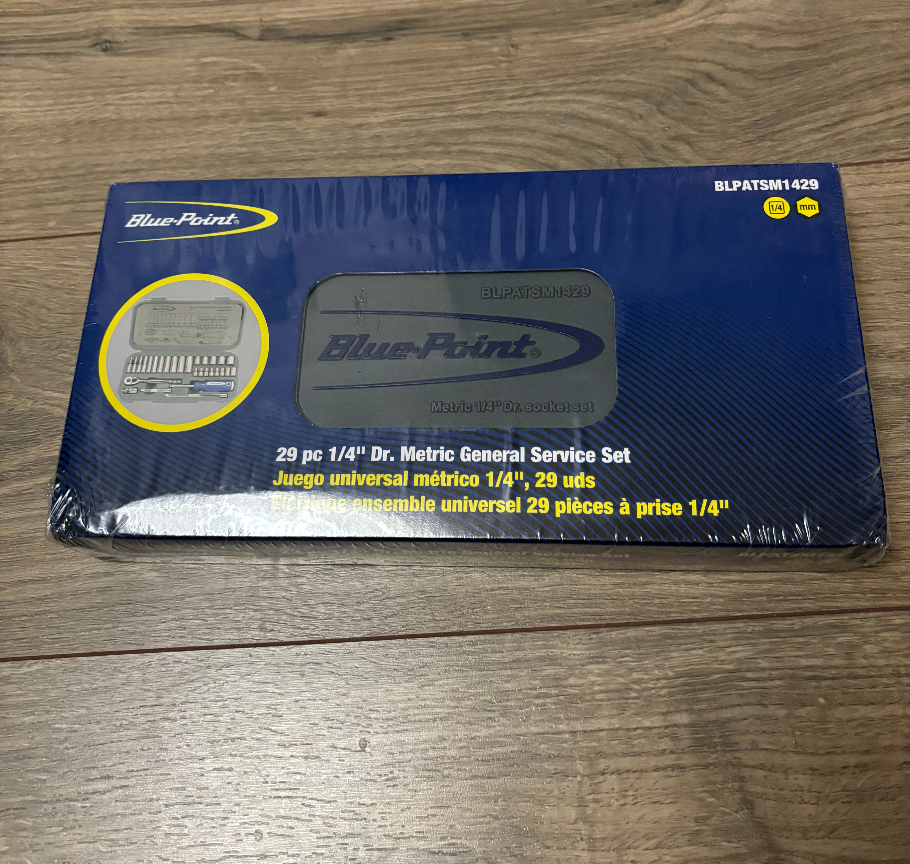 BLPATSM1429
Blue-Point®
1/4 mm
BLPATSM1429
Blue-Point®
Metric 1/4" Dr. socket set
29 pc 1/4" Dr. Metric General Service Set
Juego universal métrico 1/4", 29 uds
ensemble universel 29 pièces à prise 1/4"